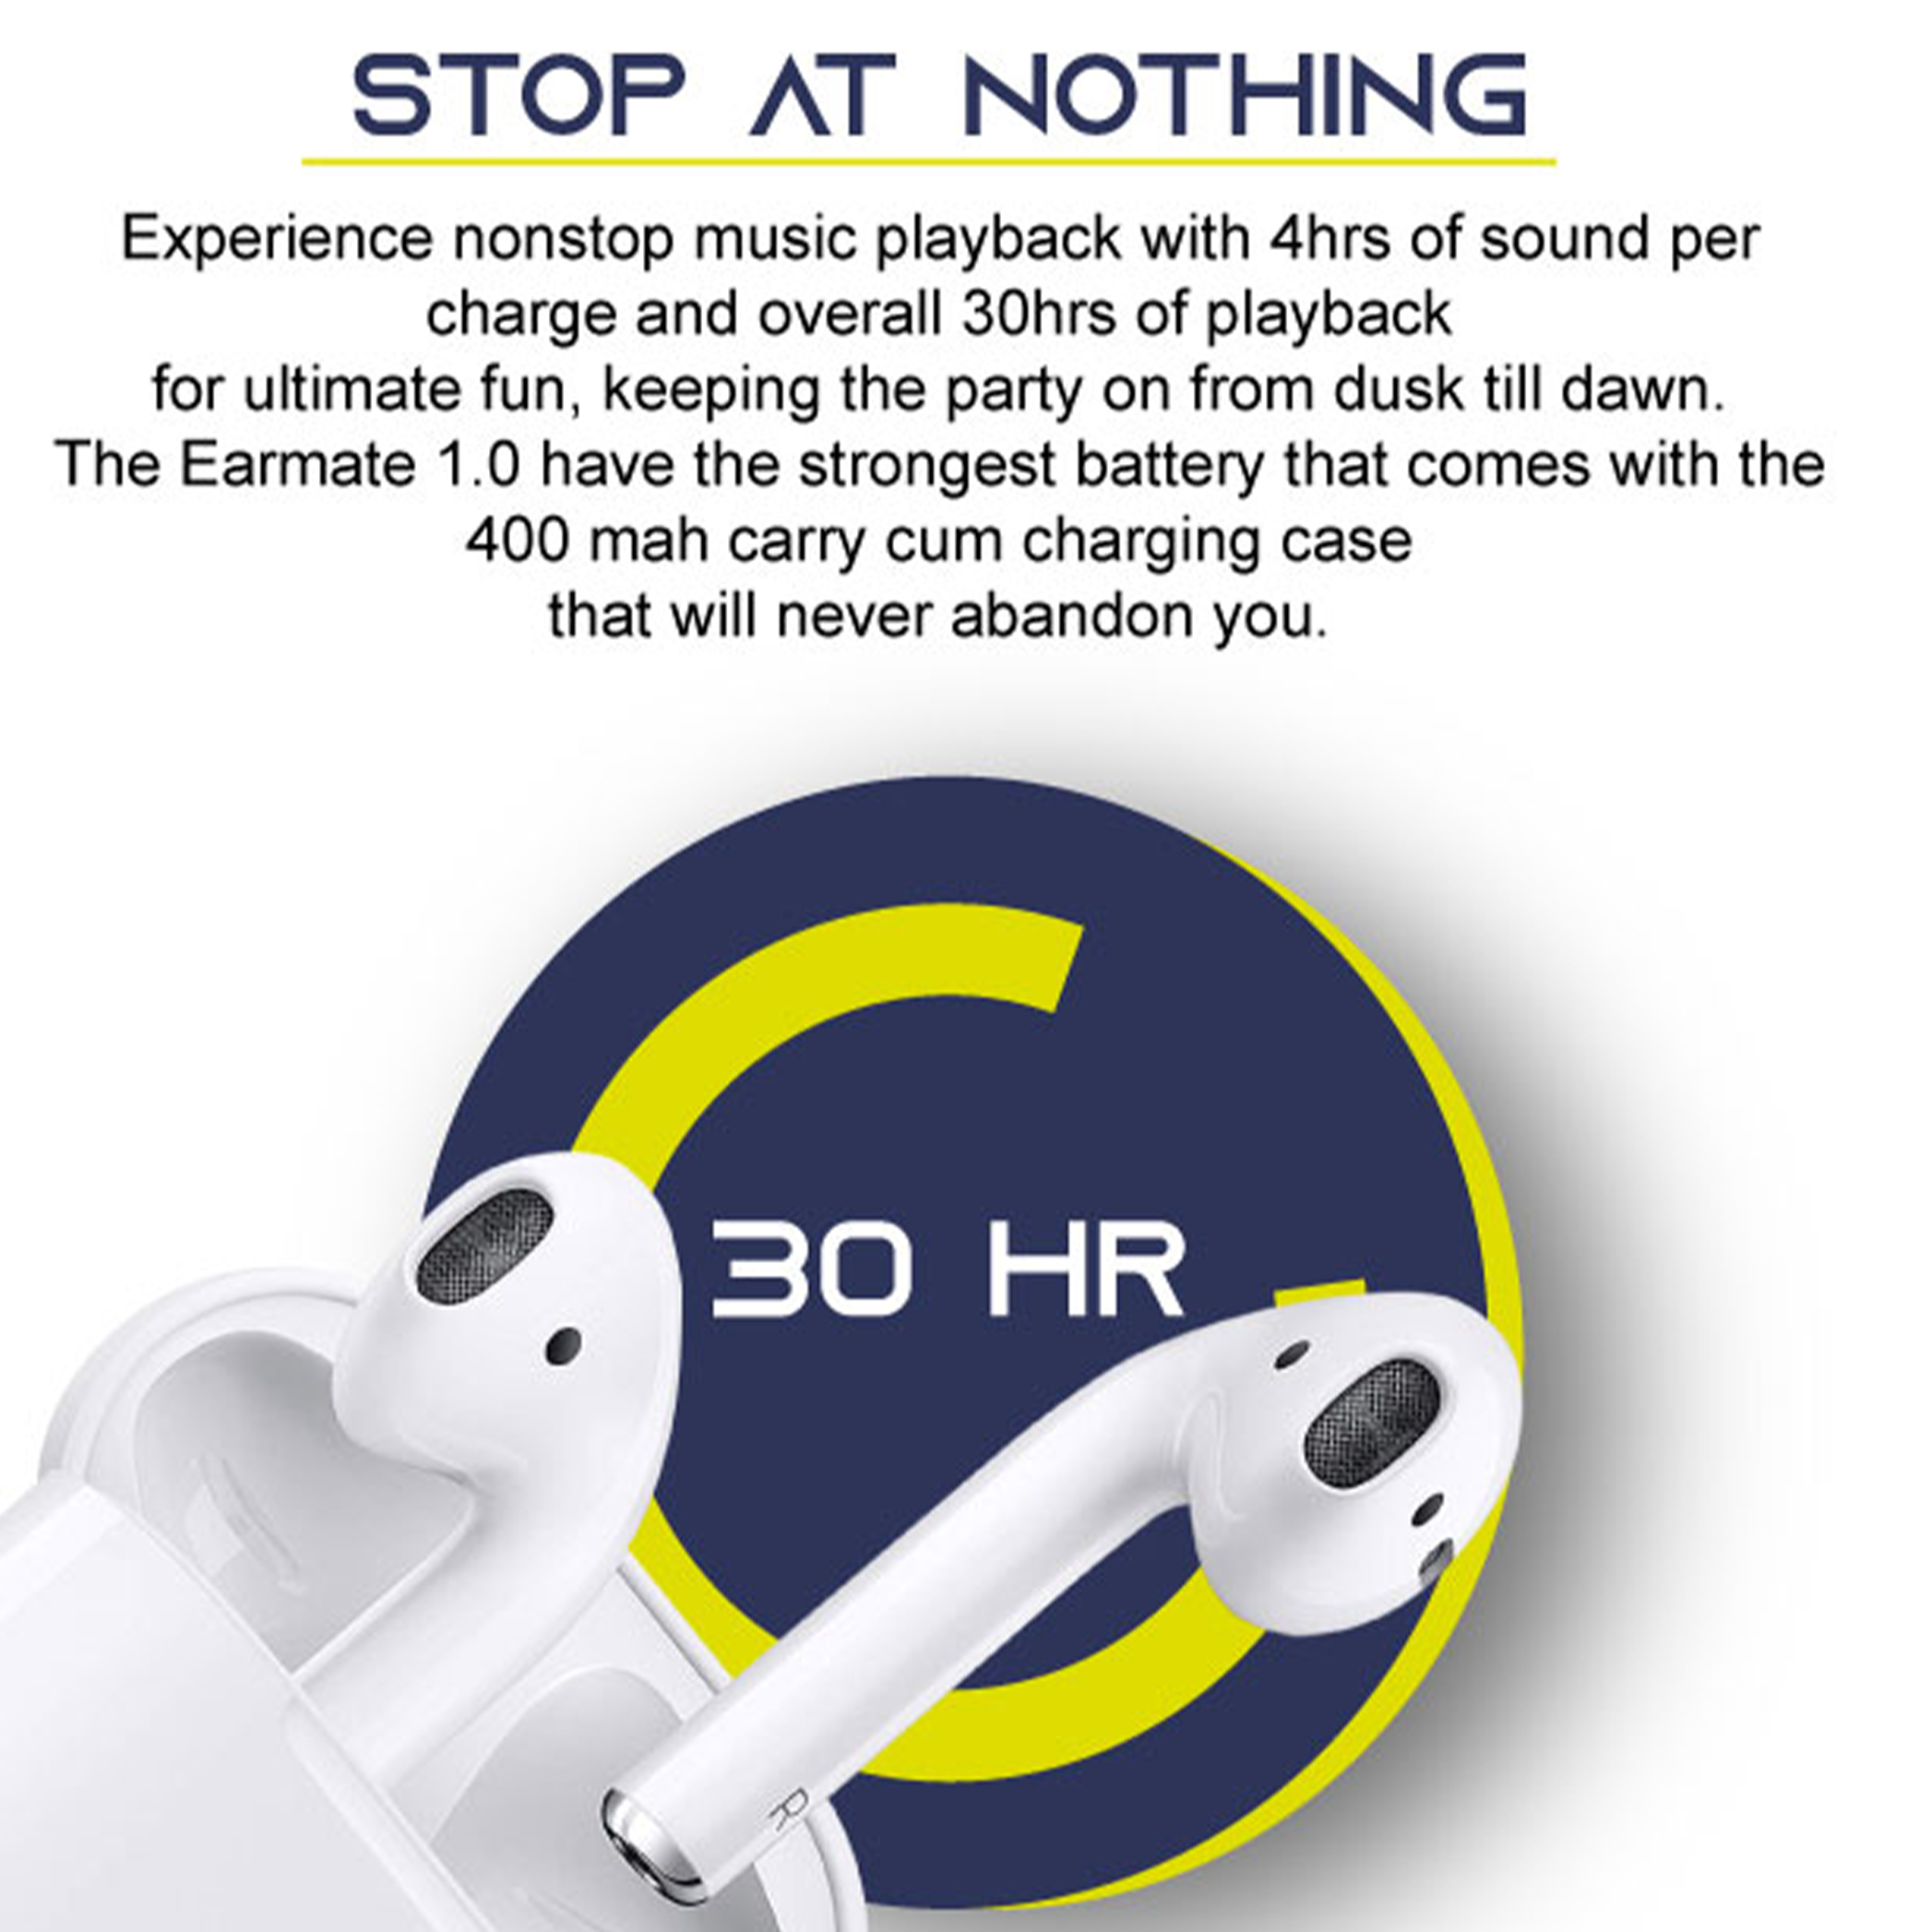 STOP AT NOTHING
Experience nonstop music playback with 4hrs of sound per
charge and overall 30hrs of playback
for ultimate fun, keeping the party on from dusk till dawn.
The Earmate 1.0 have the strongest battery that comes with the
400 mah carry cum charging case
that will never abandon you.
30 HR
R